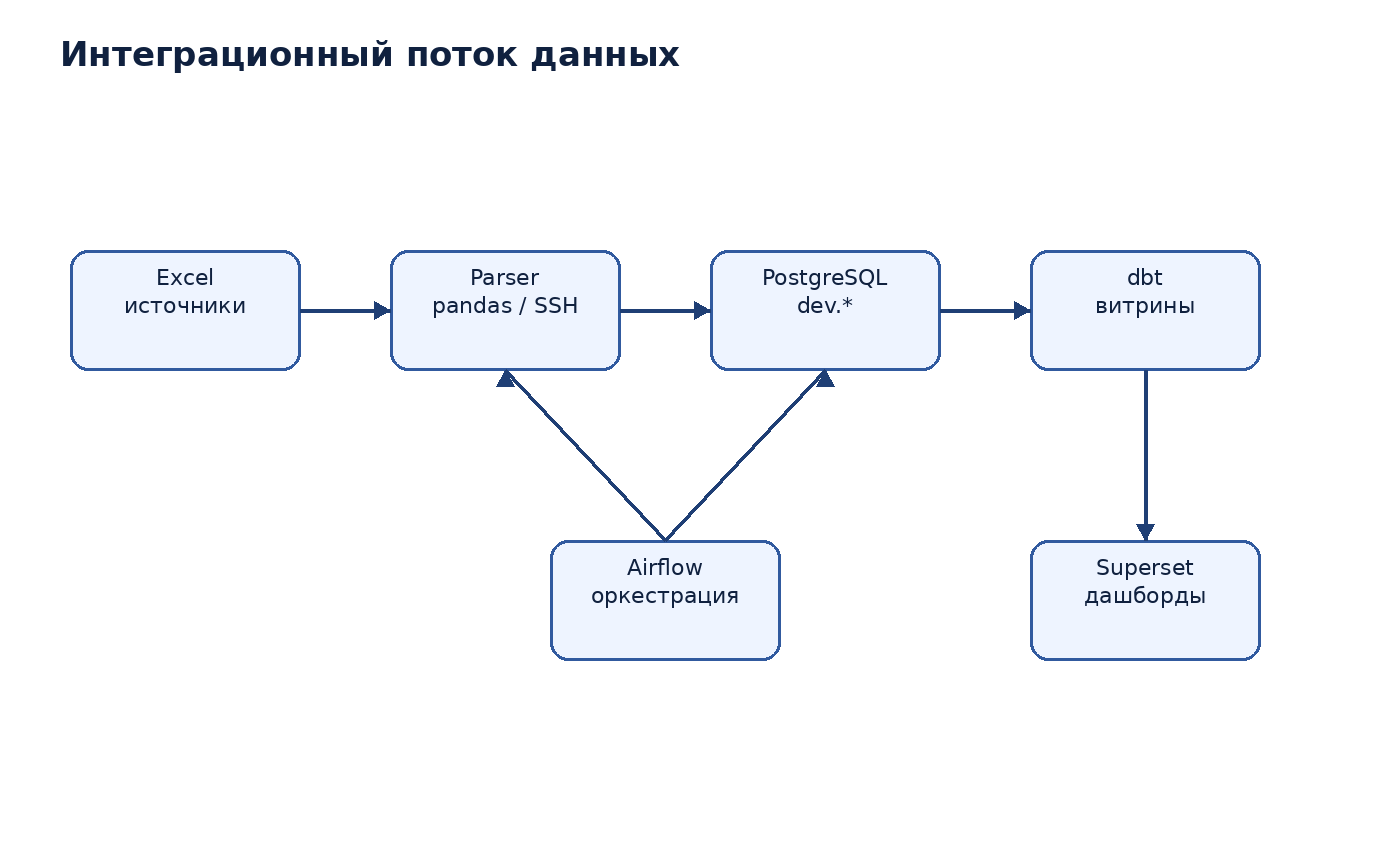 Интеграционный поток данных
Excel
источники
Parser
pandas / SSH
PostgreSQL
dev.*
dbt
витрины
Airflow
оркестрация
Superset
дашборды